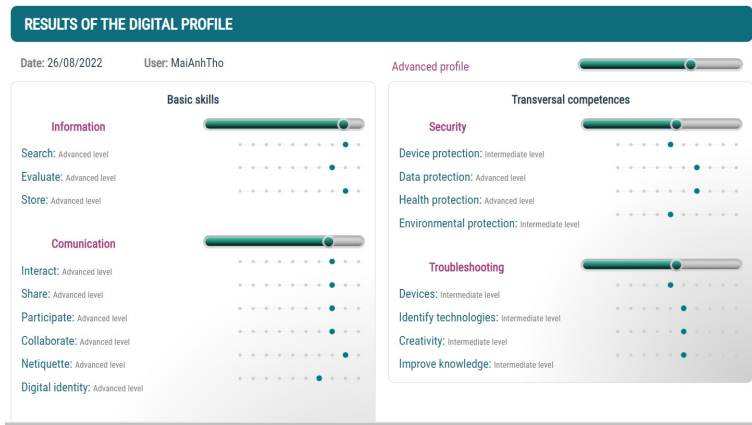 RESULTS OF THE DIGITAL PROFILE
Date: 26/08/2022 User: MaiAnhTho
Advanced profile
Basic skills
Information
Search: Advanced level
Evaluate: Advanced level
Store: Advanced level
Comunication
Interact: Advanced level
Share: Advanced level
Participate: Advanced level
Collaborate: Advanced level
Netiquette: Advanced level
Digital identity: Advanced level
Transversal competences
Security
Device protection: Intermediate level
Data protection: Advanced level
Health protection: Advanced level
Environmental protection: Intermediate level
Troubleshooting
Devices: Intermediate level
Identify technologies: Intermediate level
Creativity: Intermediate level
Improve knowledge: Intermediate level